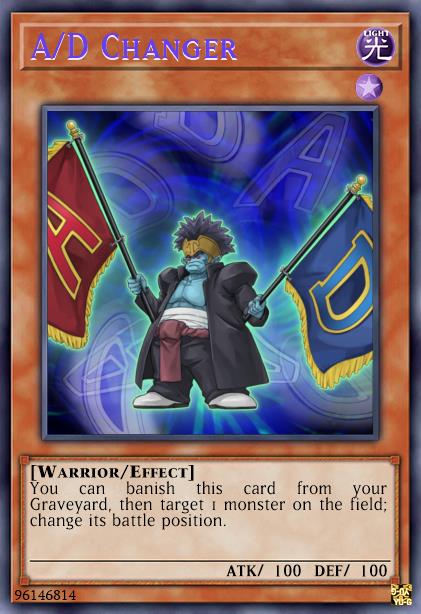 A/D CHANGER
LIGHT
光
A
D
A
D
A
D
[WARRIOR/EFFECT]
You can banish this card from your
Graveyard, then target 1 monster on the field;
change its battle position.
ATK/ 100 DEF/ 100
96146814